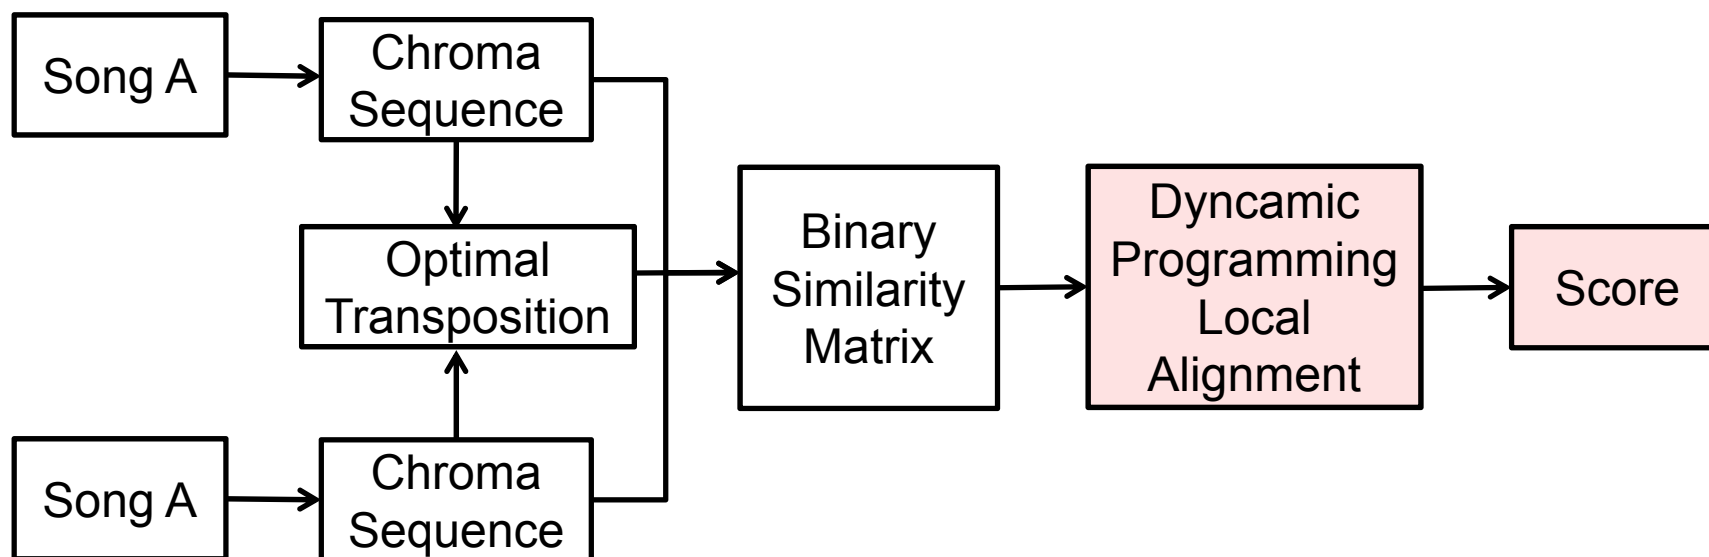 Song A
Chroma
Sequence
Optimal
Transposition
Song A
Chroma
Sequence
Binary
Similarity
Matrix
Dyncamic
Programming
Local
Alignment
Score